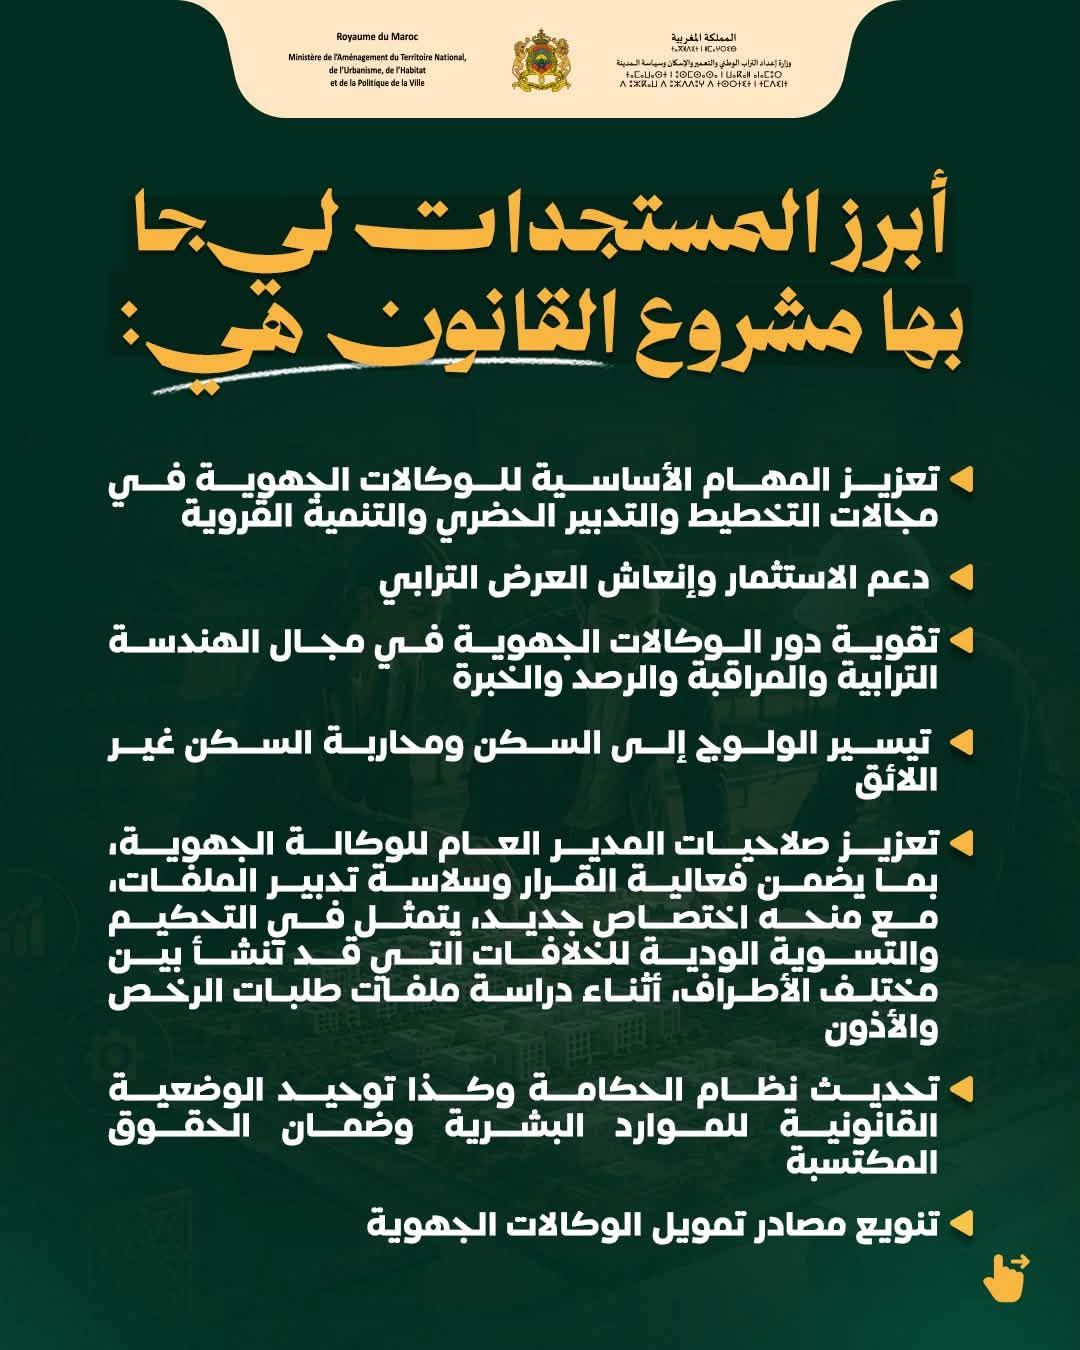 Royaume du Maroc
Ministère de l'Aménagement du Territoire National,
de l'Urbanisme, de l'Habitat
et de la Politique de la Ville
المملكة المغربية
ⵜⴰⴳⵍⴷⵉⵜ ⵏ ⵍⵎⵖⵔⵉⴱ
وزارة إعداد التراب الوطني والتعمير والإسكان وسياسة المدينة
أبرز المستجدات لي جا
بها مشروع القانون هي:
تعزيز المهام الأساسية للوكالات الجهوية في
مجالات التخطيط والتدبير الحضري والتنمية القروية
دعم الاستثمار وإنعاش العرض الترابي
تقوية دور الوكالات الجهوية في مجال الهندسة
الترابية والمراقبة والرصد والخبرة
تيسير الولوج إلى السكن ومحاربة السكن غير
اللائق
تعزيز صلاحيات المدير العام للوكالة الجهوية،
بما يضمن فعالية القرار وسلاسة تدبير الملفات،
مع منحه اختصاص جديد، يتمثل في التحكيم
والتسوية الودية للخلافات التي قد تنشأ بين
مختلف الأطراف، أثناء دراسة ملفات طلبات الرخص
والأذون
تحديث نظام الحكامة وكذا توحيد الوضعية
القانونية للموارد البشرية وضمان الحقوق
المكتسبة
تنويع مصادر تمويل الوكالات الجهوية